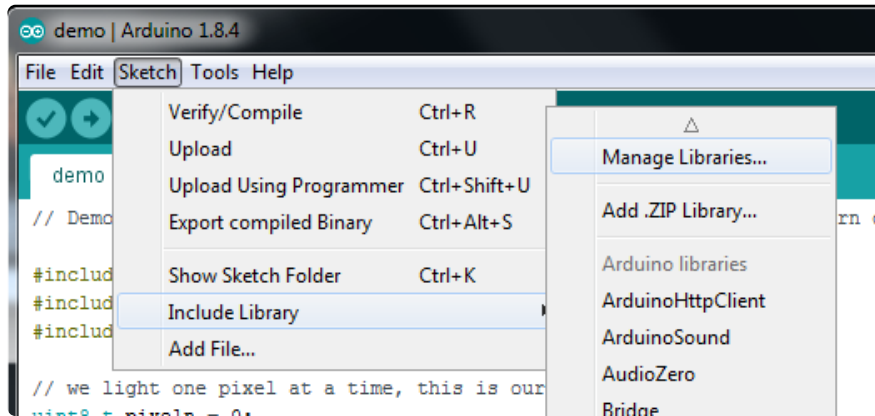 demo | Arduino 1.8.4
File Edit Sketch Tools Help
Verify/Compile Ctrl+R
Upload Ctrl+U
Upload Using Programmer Ctrl+Shift+U
Export compiled Binary Ctrl+Alt+S
Show Sketch Folder Ctrl+K
Include Library
Add File...
Manage Libraries...
Add .ZIP Library...
Arduino libraries
ArduinoHttpClient
ArduinoSound
AudioZero
Bridge
demo
// Demo
#includ
#includ
#includ
// we light one pixel at a time, this is our
uint8_t pixeln = 0;